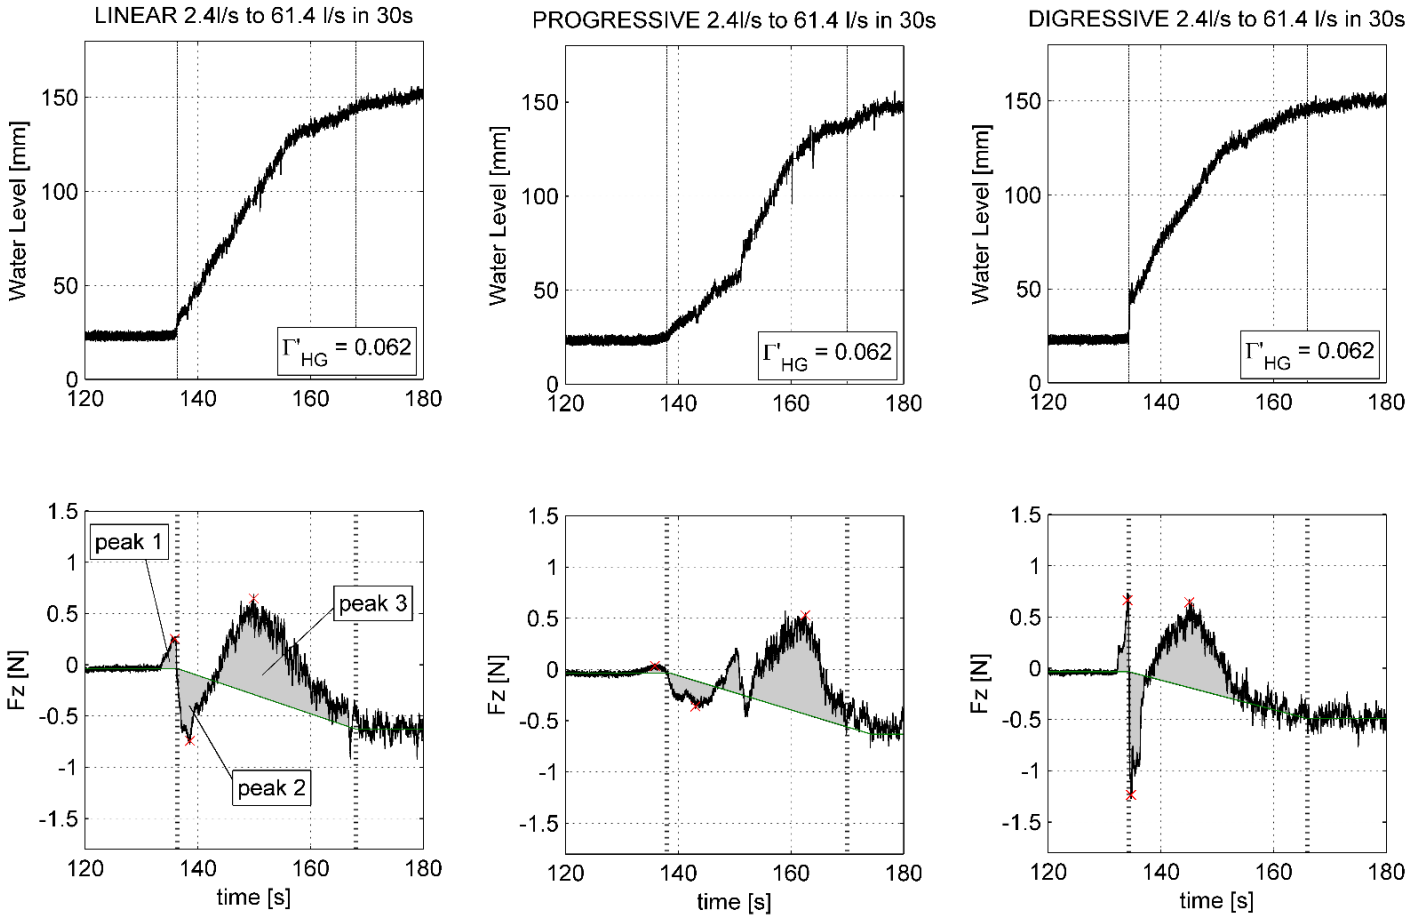 LINEAR 2.4l/s to 61.4 l/s in 30s
Water Level [mm]
150
100
50
0
120 140 160 180
Γ'HG = 0.062
PROGRESSIVE 2.4l/s to 61.4 l/s in 30s
Water Level [mm]
150
100
50
0
120 140 160 180
Γ'HG = 0.062
DIGRESSIVE 2.4l/s to 61.4 l/s in 30s
Water Level [mm]
150
100
50
0
120 140 160 180
Γ'HG = 0.062
Fz [N]
1.5
1
0.5
0
-0.5
-1
-1.5
peak 1
peak 3
peak 2
120 140 160 180
time [s]
Fz [N]
1.5
1
0.5
0
-0.5
-1
-1.5
120 140 160 180
time [s]
Fz [N]
1.5
1
0.5
0
-0.5
-1
-1.5
120 140 160 180
time [s]